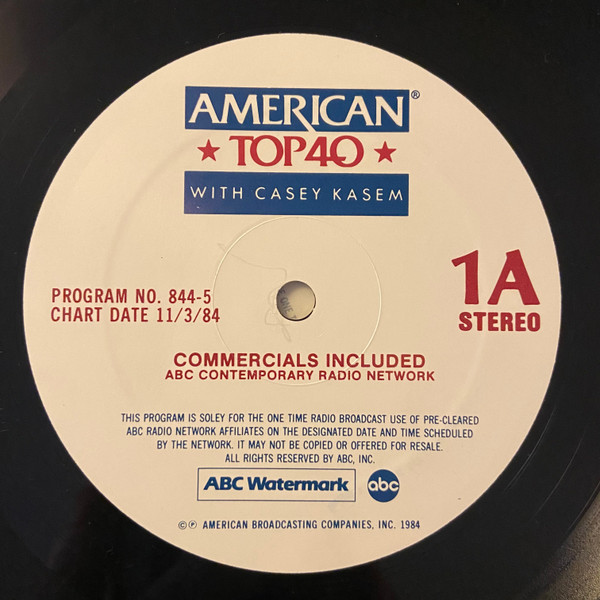 AMERICAN®
★ TOP40 ★
WITH CASEY KASEM
1A
STEREO
PROGRAM NO. 844-5
CHART DATE 11/3/84
COMMERCIALS INCLUDED
ABC CONTEMPORARY RADIO NETWORK
THIS PROGRAM IS SOLEY FOR THE ONE TIME RADIO BROADCAST USE OF PRE-CLEARED
ABC RADIO NETWORK AFFILIATES ON THE DESIGNATED DATE AND TIME SCHEDULED
BY THE NETWORK. IT MAY NOT BE COPIED OR OFFERED FOR RESALE.
ALL RIGHTS RESERVED BY ABC, INC.
ABC Watermark
abc
©℗ AMERICAN BROADCASTING COMPANIES, INC. 1984